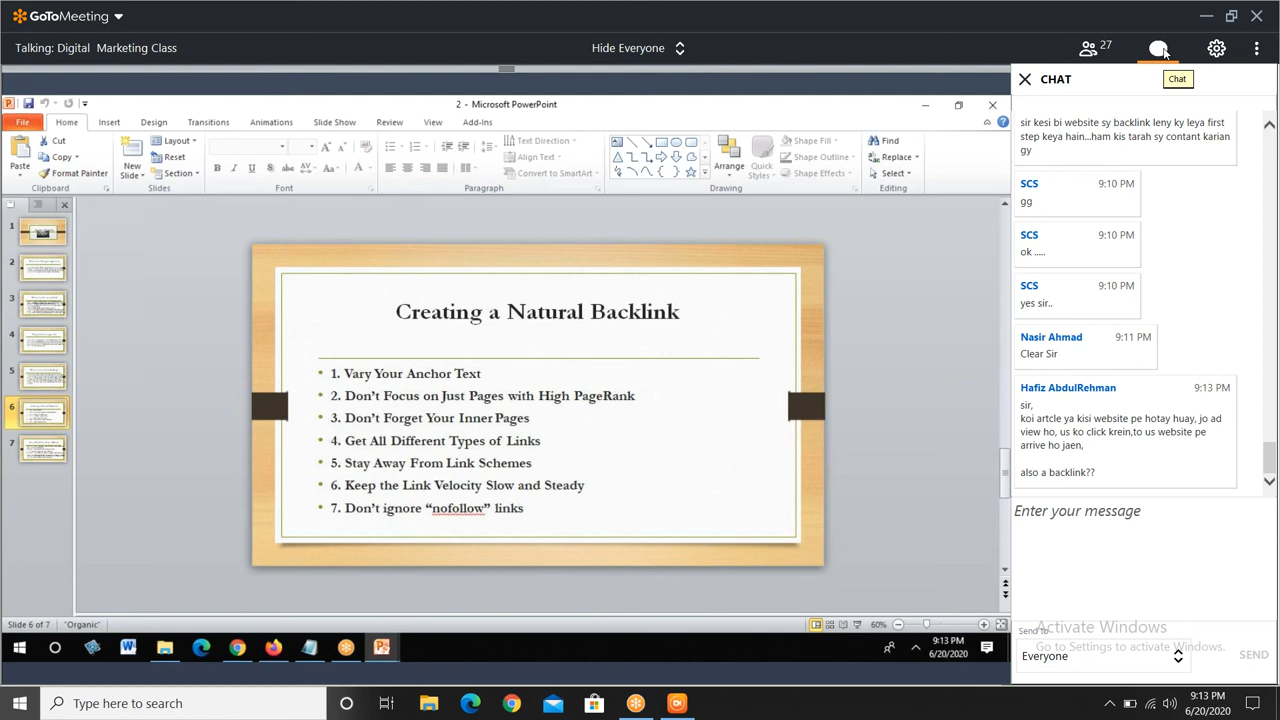 GoToMeeting
Talking: Digital Marketing Class
Hide Everyone
27
CHAT
Chat
2 - Microsoft PowerPoint
File Home Insert Design Transitions Animations Slide Show Review View Add-Ins
Paste
Cut
Copy
Format Painter
Clipboard
New
Slide
Layout
Reset
Section
Slides
Font
Text Direction
Align Text
Convert to SmartArt
Paragraph
Arrange
Quick
Styles
Shape Fill
Shape Outline
Shape Effects
Drawing
Find
Replace
Select
Editing
1
2
3
4
5
6
7
Creating a Natural Backlink
• 1. Vary Your Anchor Text
• 2. Don’t Focus on Just Pages with High PageRank
• 3. Don’t Forget Your Inner Pages
• 4. Get All Different Types of Links
• 5. Stay Away From Link Schemes
• 6. Keep the Link Velocity Slow and Steady
• 7. Don’t ignore “nofollow” links
Slide 6 of 7 "Organic" 60%
9:13 PM
6/20/2020
sir kesi bi website sy backlink leny ky leya first
step keya hain...ham kis tarah sy contant karian
gy
SCS 9:10 PM
gg
SCS 9:10 PM
ok .....
SCS 9:10 PM
yes sir..
Nasir Ahmad 9:11 PM
Clear Sir
Hafiz AbdulRehman 9:13 PM
sir,
koi artcle ya kisi website pe hotay huay, jo ad
view ho, us ko click krein,to us website pe
arrive ho jaen,
also a backlink??
Enter your message
Activate Windows
Go to Settings to activate Windows.
Send to
Everyone
SEND
Type here to search
9:13 PM
6/20/2020